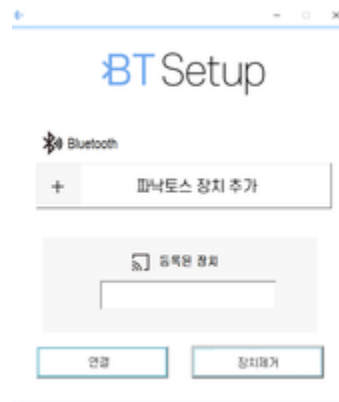 BT Setup
Bluetooth
+ 파낙토스 장치 추가
등록된 장치
연결
장치제거